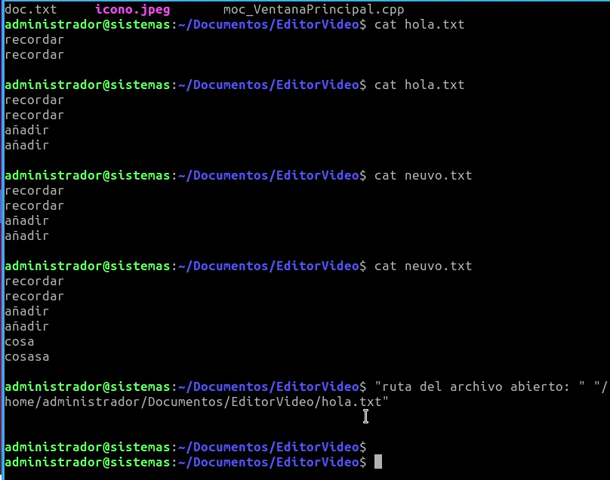 doc.txt icono.jpeg moc_VentanaPrincipal.cpp
administrador@sistemas:~/Documentos/EditorVideo$ cat hola.txt
recordar
recordar
administrador@sistemas:~/Documentos/EditorVideo$ cat hola.txt
recordar
recordar
añadir
añadir
administrador@sistemas:~/Documentos/EditorVideo$ cat neuvo.txt
recordar
recordar
añadir
añadir
administrador@sistemas:~/Documentos/EditorVideo$ cat neuvo.txt
recordar
recordar
añadir
añadir
cosa
cosasa
administrador@sistemas:~/Documentos/EditorVideo$ "ruta del archivo abierto: " "/
home/administrador/Documentos/EditorVideo/hola.txt"
administrador@sistemas:~/Documentos/EditorVideo$
administrador@sistemas:~/Documentos/EditorVideo$